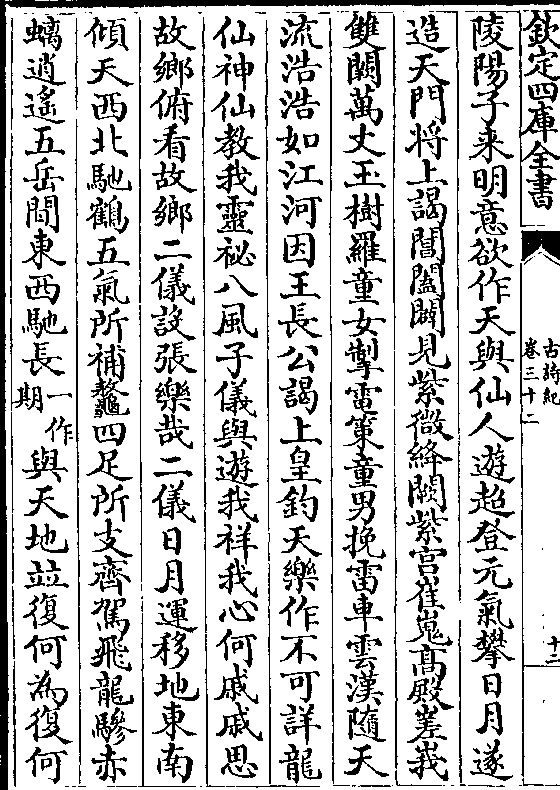 欽定四庫全書
古詩紀
卷三十二
十二
陵陽子来明意欲作天與仙人遊超登元氣攀日月遂
造天門将上謁閶闔闢見紫微絳闕紫宫崔嵬髙殿嵳峩
雙闕萬丈玉樹羅童女掣電策童男挽雷車雲漢隨天
流浩浩如江河因王長公謁上皇鈞天樂作不可詳龍
仙神仙教我靈祕八風子儀與遊我祥我心何戚戚思
故鄉俯看故鄉二儀設張樂哉二儀日月運移地東南
傾天西北馳鶴五氣所補鼇四足所支齊駕飛龍驂赤
螭逍遥五岳間東西馳長一作期與天地竝復何為復何